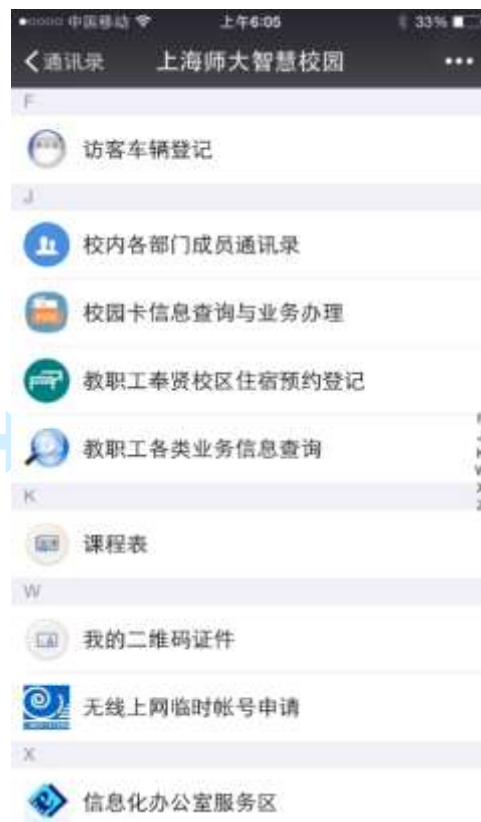 中国移动 上午6:05 33%
通讯录 上海师大智慧校园
F
访客车辆登记
J
校内各部门成员通讯录
校园卡信息查询与业务办理
教职工奉贤校区住宿预约登记
教职工各类业务信息查询
K
课程表
W
我的二维码证件
无线上网临时帐号申请
X
信息化办公室服务区